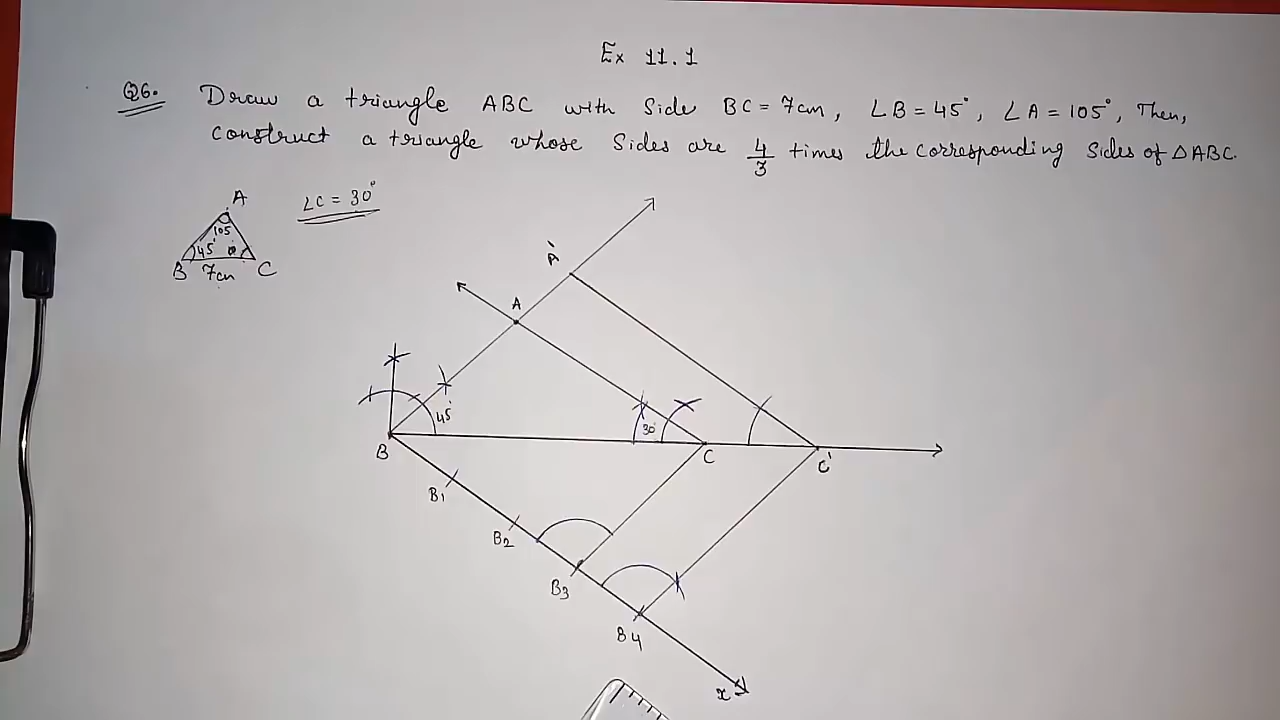 Ex 11.1
Q6. Draw a triangle ABC with Side BC = 7cm, ∠B = 45°, ∠A = 105°, Then,
construct a triangle whose Sides are 4/3 times the corresponding Sides of △ABC.
∠C = 30°
A
105°
45°
B 7cm C
A'
A
45°
30°
B
C
C'
B1
B2
B3
B4
x